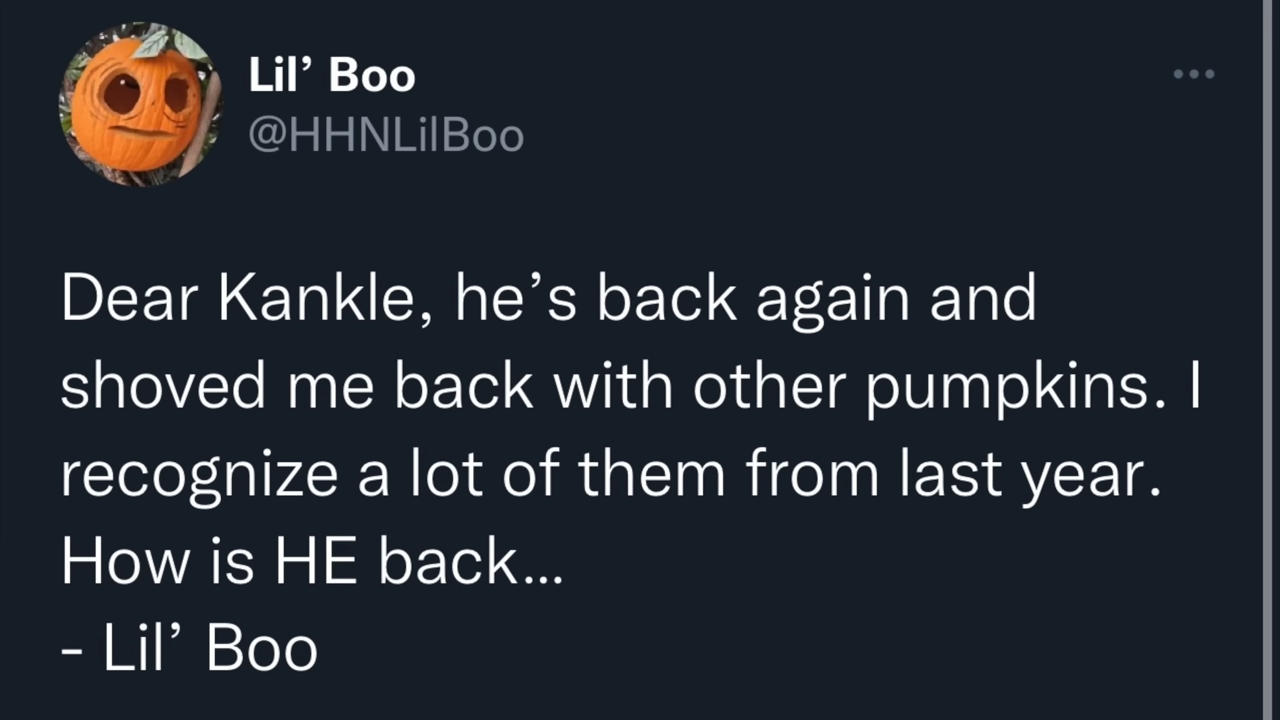 Lil’ Boo
@HHNLilBoo
Dear Kankle, he’s back again and
shoved me back with other pumpkins. I
recognize a lot of them from last year.
How is HE back...
- Lil’ Boo